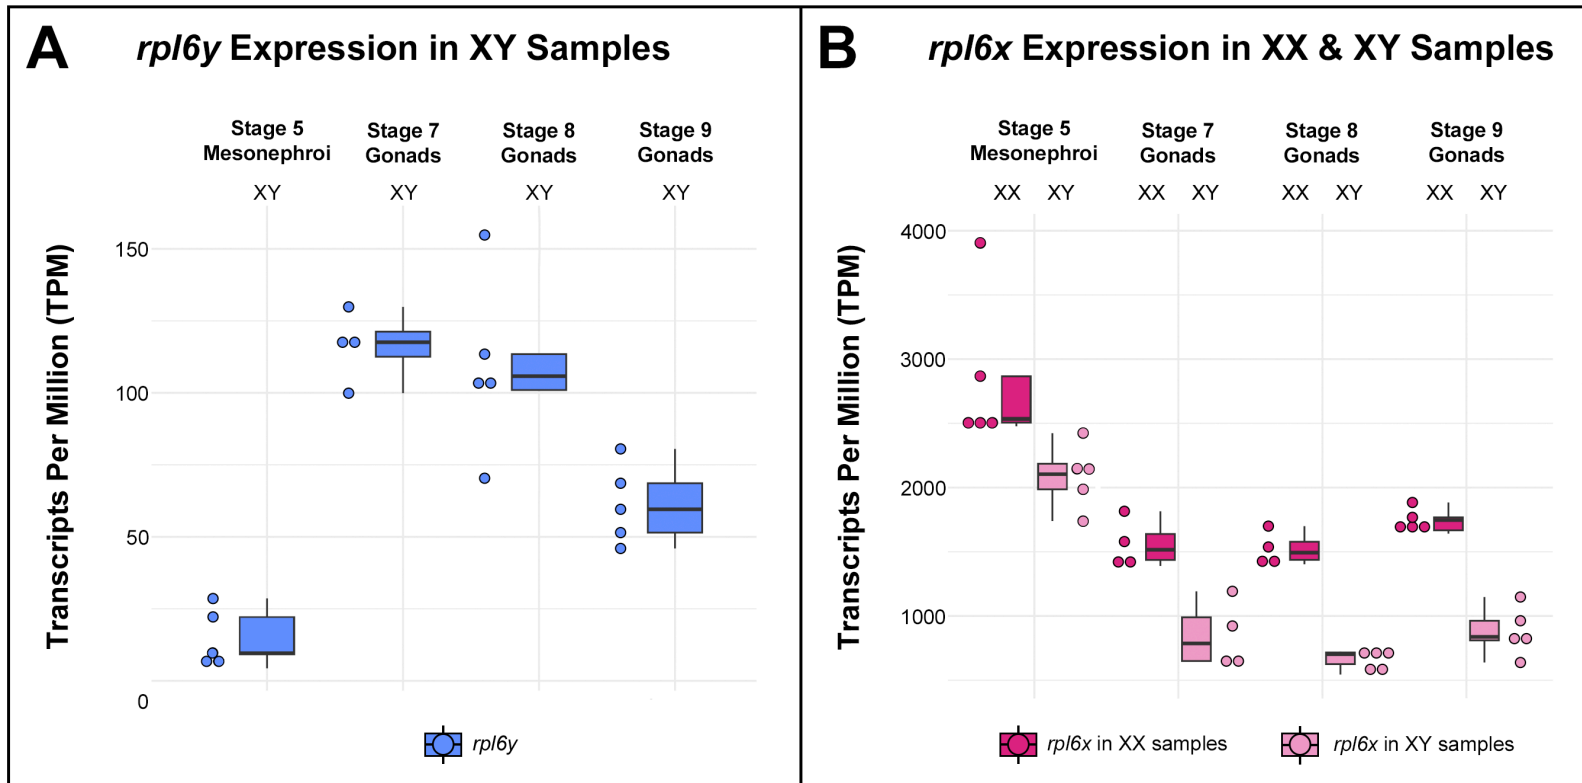 A
rpl6y Expression in XY Samples
Stage 5
Mesonephroi
Stage 7
Gonads
Stage 8
Gonads
Stage 9
Gonads
XY
XY
XY
XY
Transcripts Per Million (TPM)
150
100
50
0
rpl6y
B
rpl6x Expression in XX & XY Samples
Stage 5
Mesonephroi
Stage 7
Gonads
Stage 8
Gonads
Stage 9
Gonads
XX XY
XX XY
XX XY
XX XY
Transcripts Per Million (TPM)
4000
3000
2000
1000
rpl6x in XX samples
rpl6x in XY samples